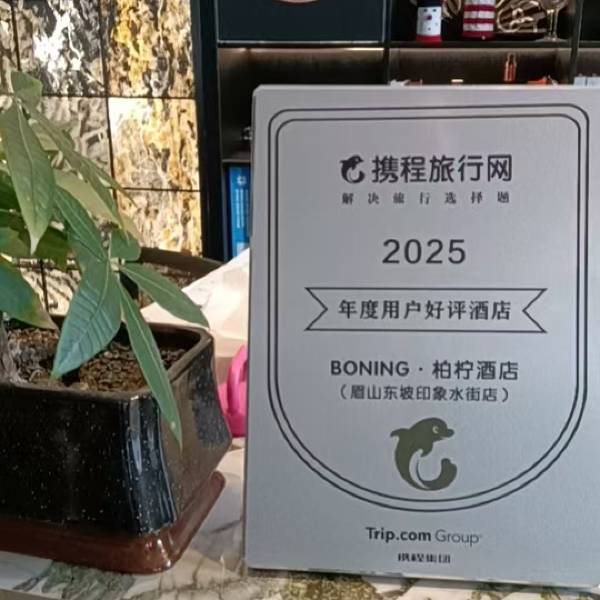 携程旅行网
解决旅行选择题
2025
年度用户好评酒店
BONING · 柏柠酒店
（眉山东坡印象水街店）
Trip.com Group
携程集团